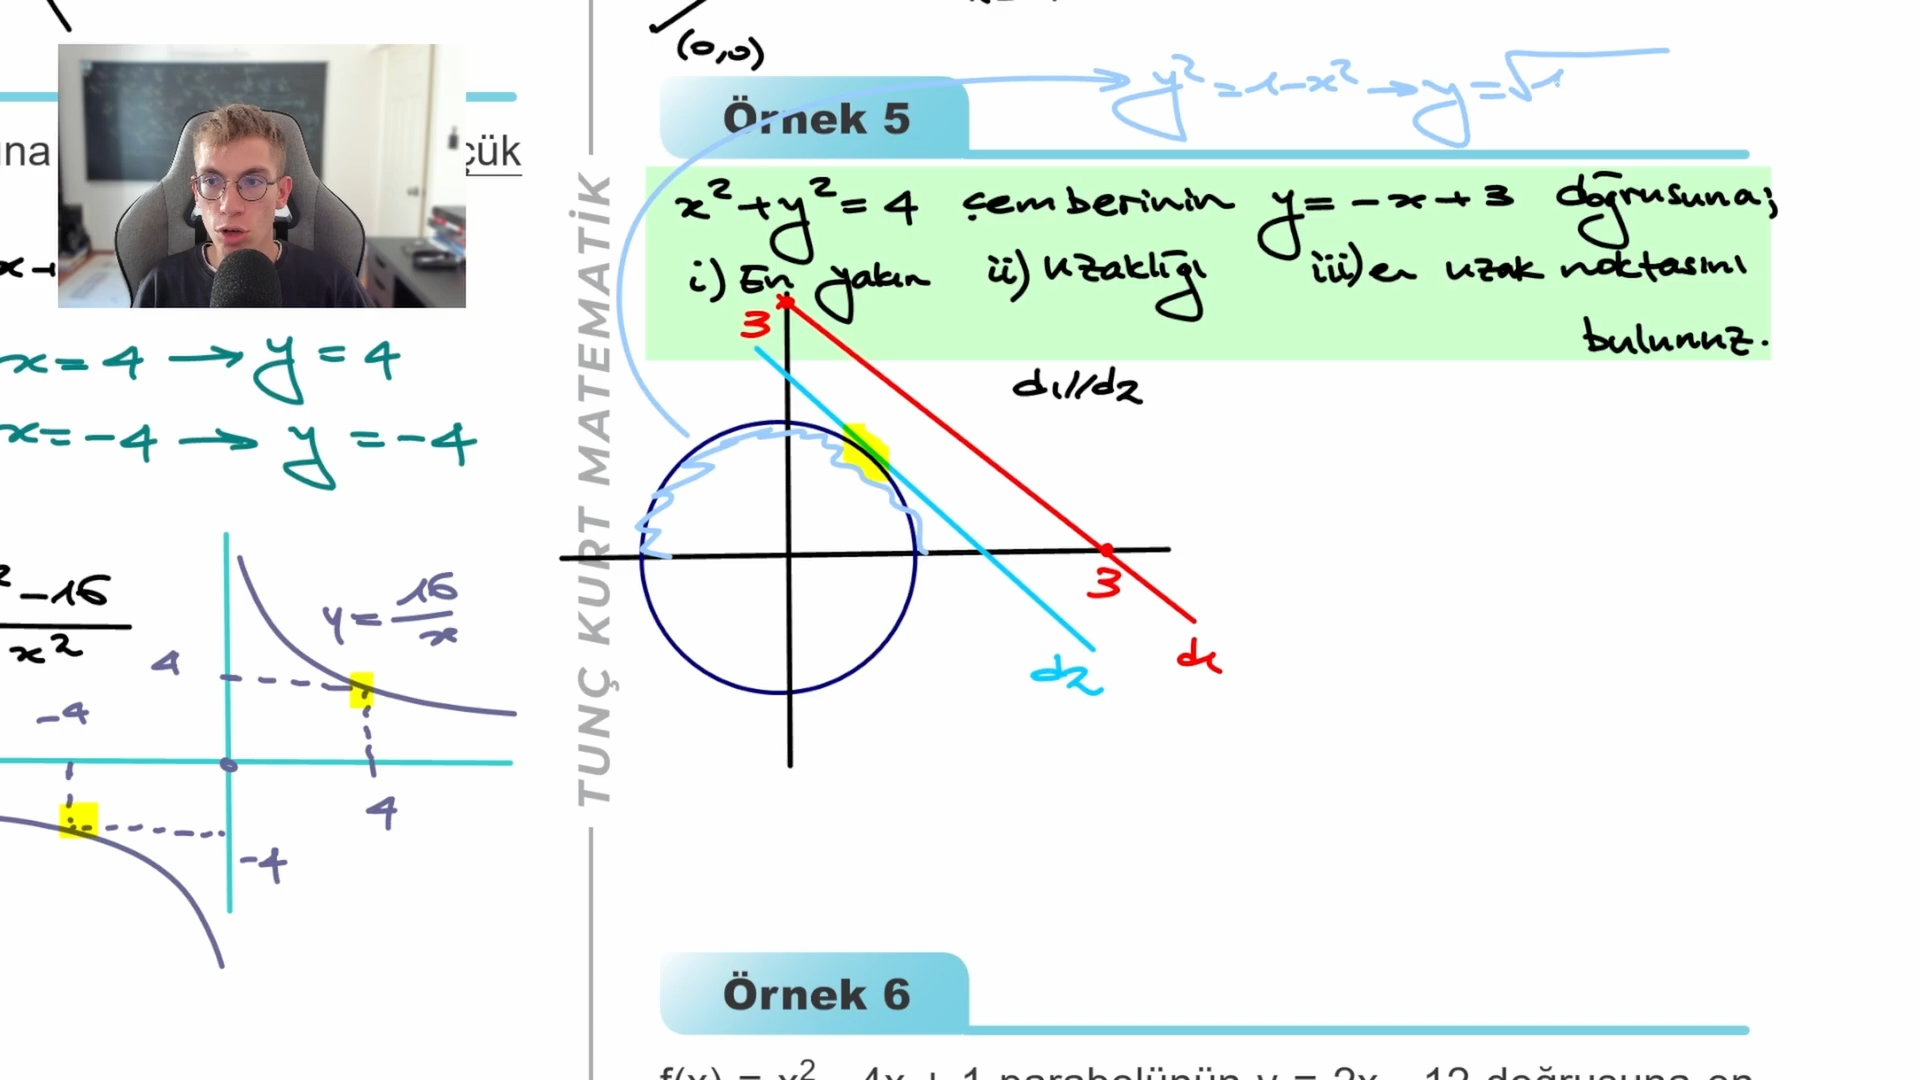 una
çük
x=4 → y=4
x=-4 → y=-4
-16
x²
y=16/x
4
-4
4
-4
TUNÇ KURT MATEMATİK
(0,0)
Örnek 5
y²=1-x² → y=√1
x²+y²=4 çemberinin y=-x+3 doğrusuna;
i) En yakın ii) uzaklığı iii) en uzak noktasını
bulunuz.
3
d1//d2
3
d2
d1
Örnek 6